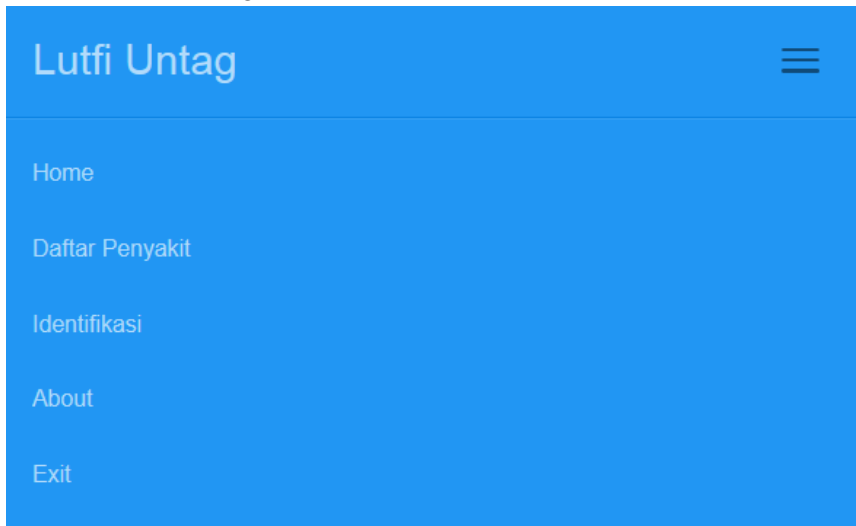 Lutfi Untag
Home
Daftar Penyakit
Identifikasi
About
Exit